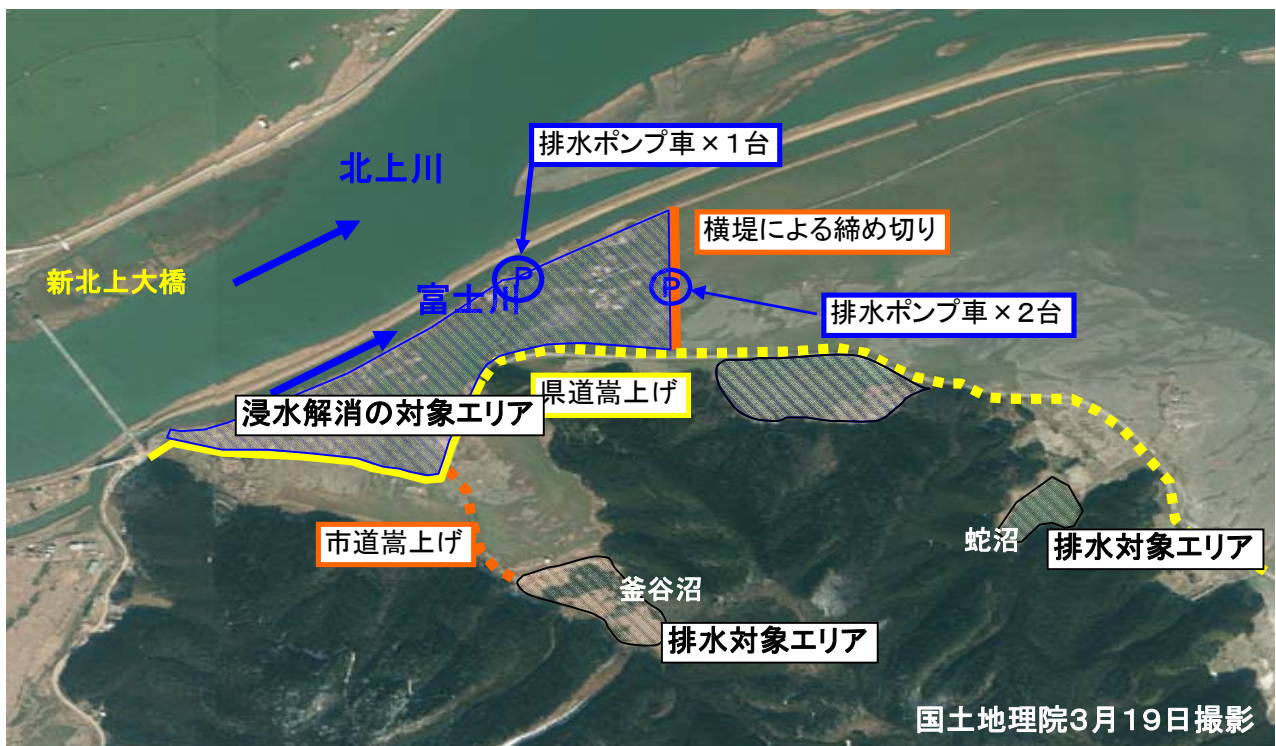 排水ポンプ車×1台
北上川
横堤による締め切り
新北上大橋
P
富士川
P
排水ポンプ車×2台
県道嵩上げ
浸水解消の対象エリア
市道嵩上げ
蛇沼
排水対象エリア
釜谷沼
排水対象エリア
国土地理院3月19日撮影